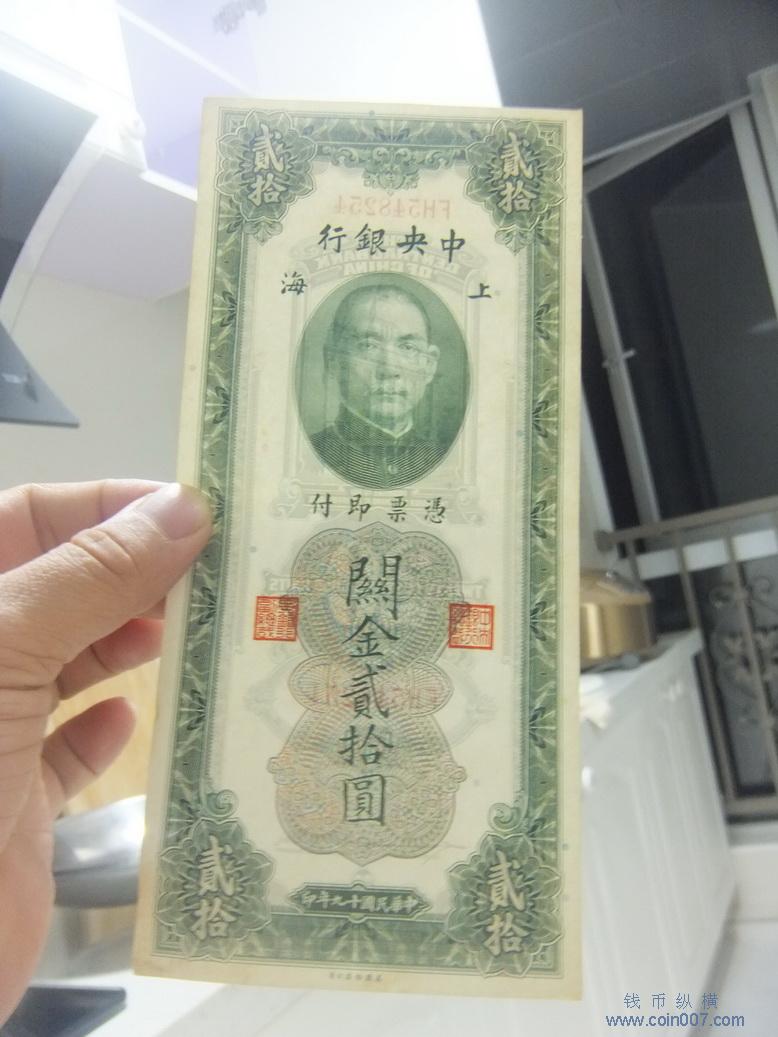 貳拾
貳拾
FH548254
中央銀行
上海
憑票即付
關金貳拾圓
中華民國十九年印
貳拾
貳拾
钱币纵横
www.coin007.com